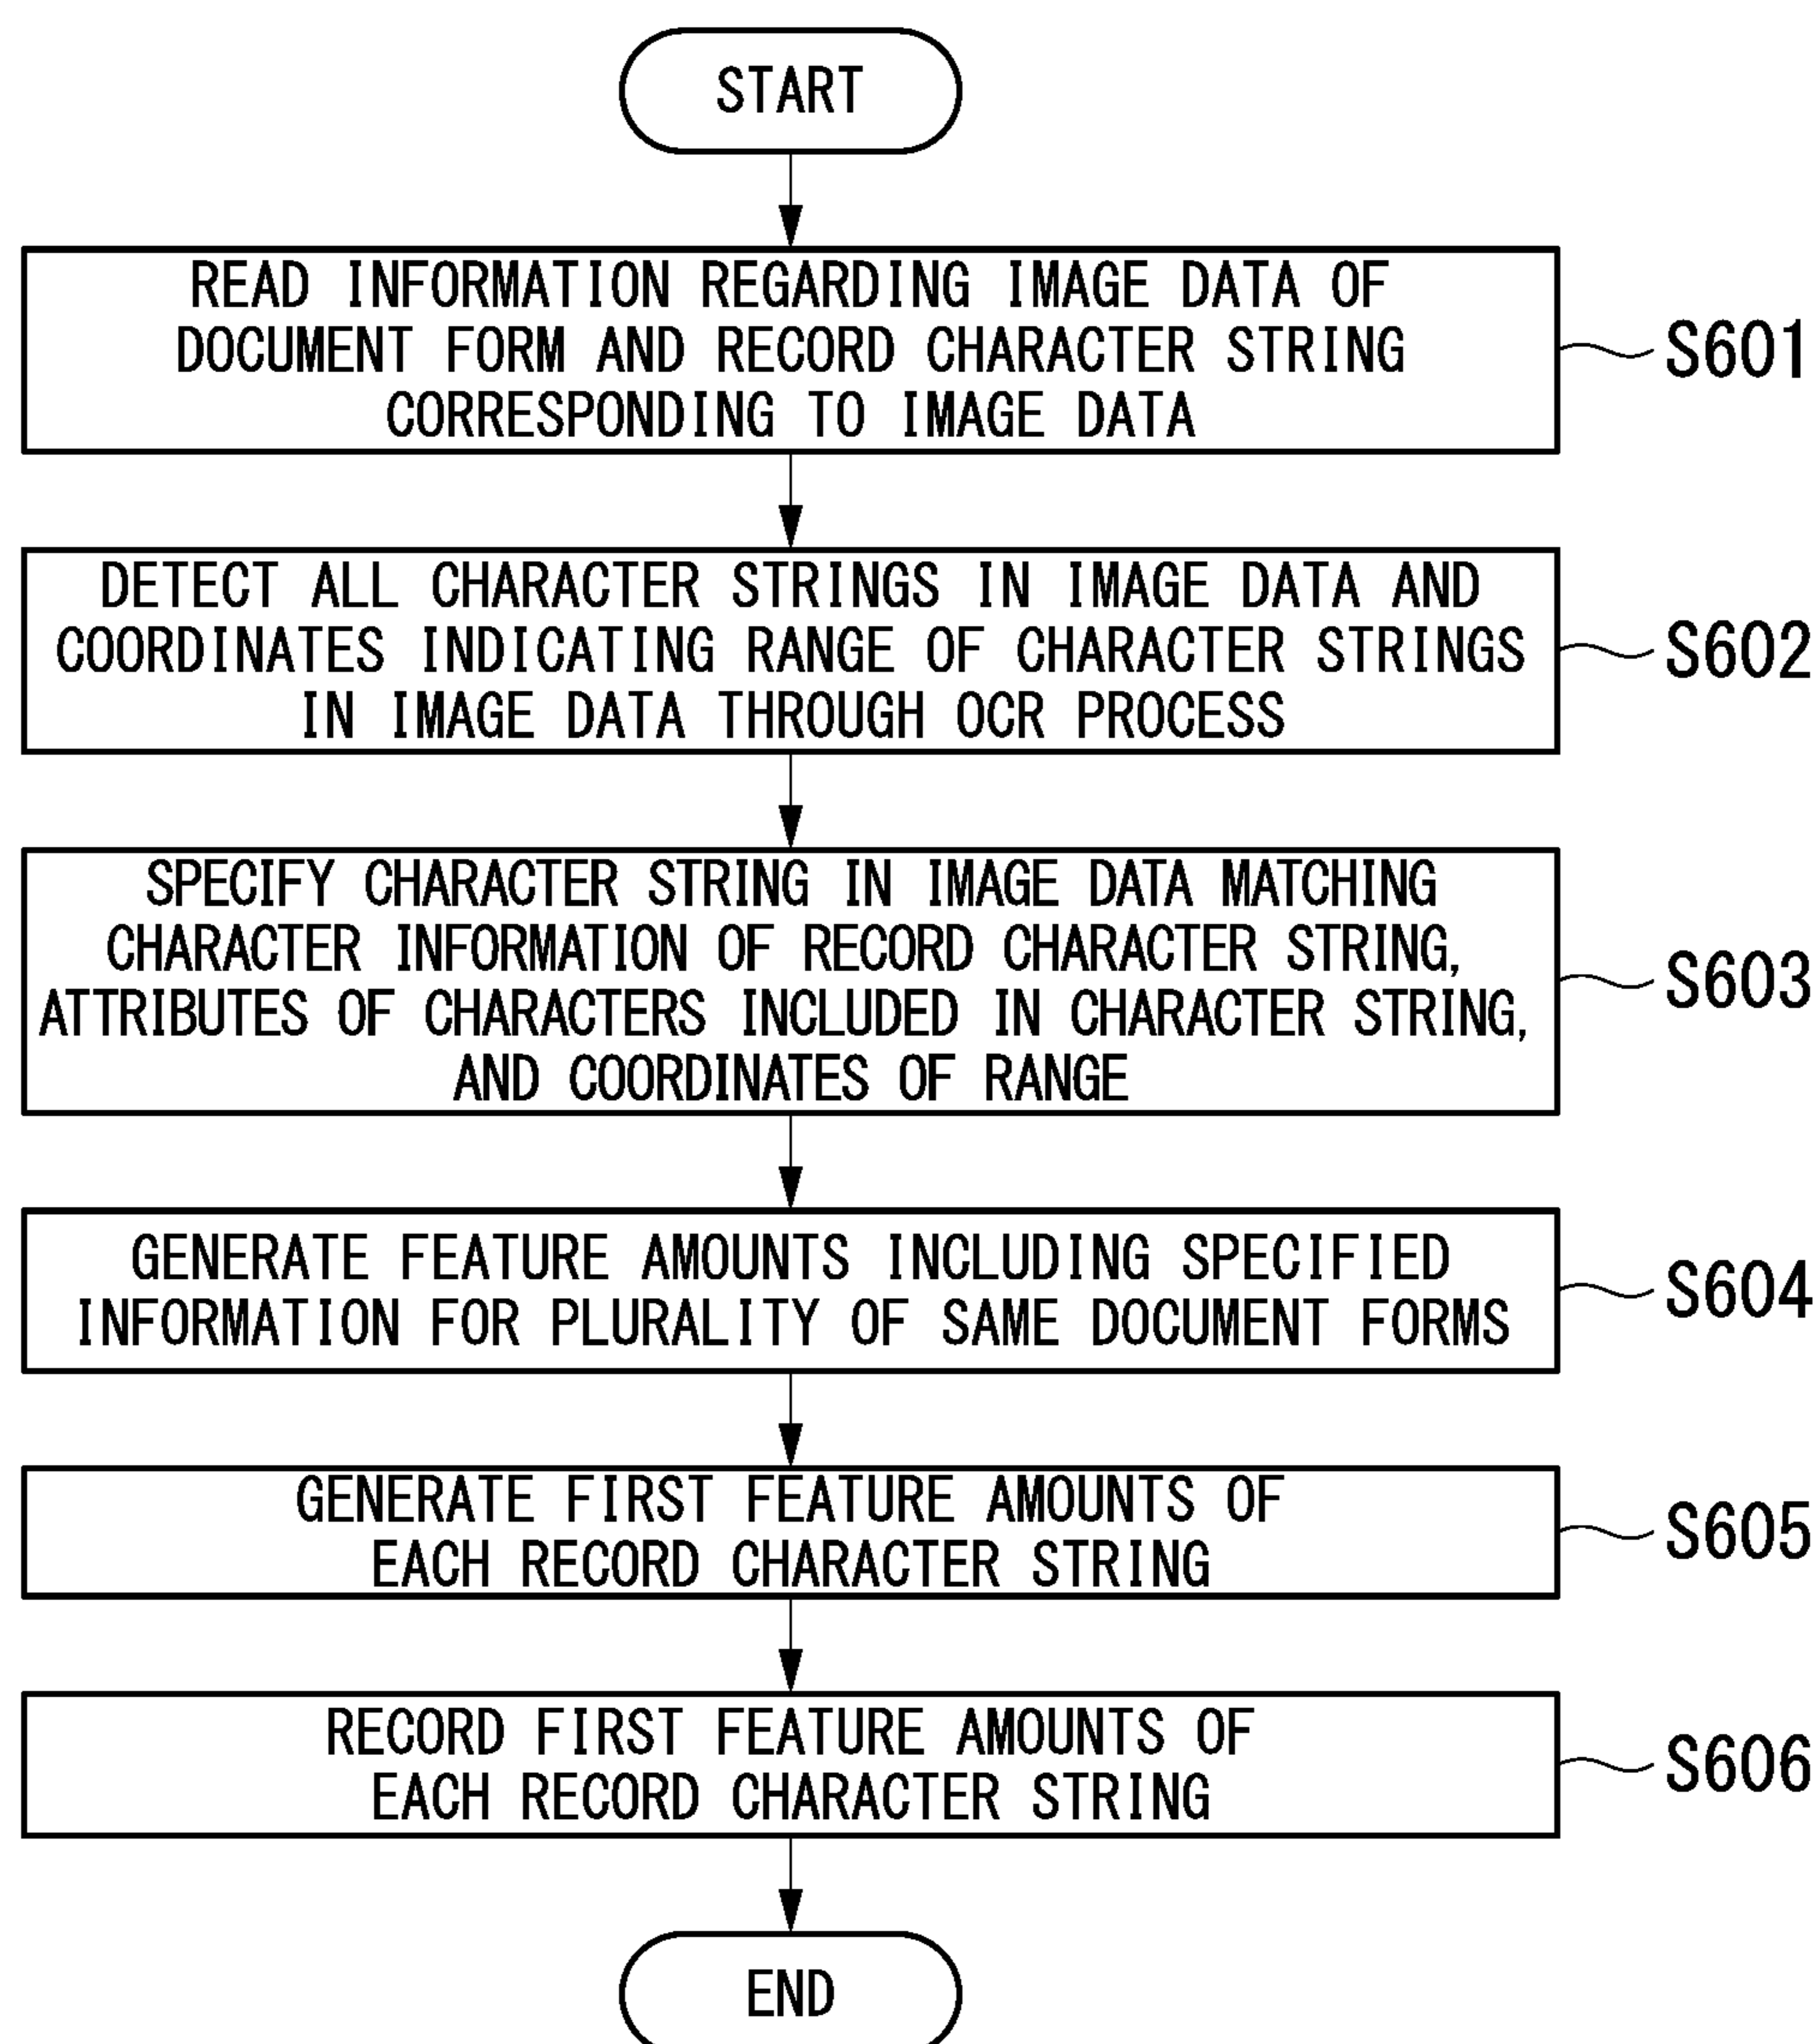 START
READ INFORMATION REGARDING IMAGE DATA OF
DOCUMENT FORM AND RECORD CHARACTER STRING
CORRESPONDING TO IMAGE DATA
S601
DETECT ALL CHARACTER STRINGS IN IMAGE DATA AND
COORDINATES INDICATING RANGE OF CHARACTER STRINGS
IN IMAGE DATA THROUGH OCR PROCESS
S602
SPECIFY CHARACTER STRING IN IMAGE DATA MATCHING
CHARACTER INFORMATION OF RECORD CHARACTER STRING,
ATTRIBUTES OF CHARACTERS INCLUDED IN CHARACTER STRING,
AND COORDINATES OF RANGE
S603
GENERATE FEATURE AMOUNTS INCLUDING SPECIFIED
INFORMATION FOR PLURALITY OF SAME DOCUMENT FORMS
S604
GENERATE FIRST FEATURE AMOUNTS OF
EACH RECORD CHARACTER STRING
S605
RECORD FIRST FEATURE AMOUNTS OF
EACH RECORD CHARACTER STRING
S606
END